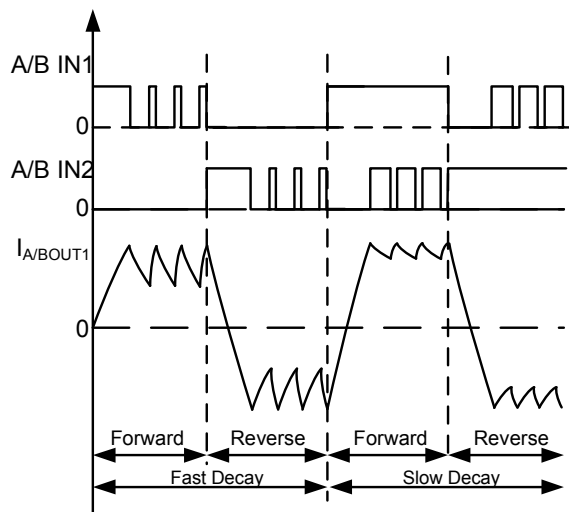 A/B IN1
0
A/B IN2
0
IA/BOUT1
0
Forward Reverse Forward Reverse
Fast Decay Slow Decay